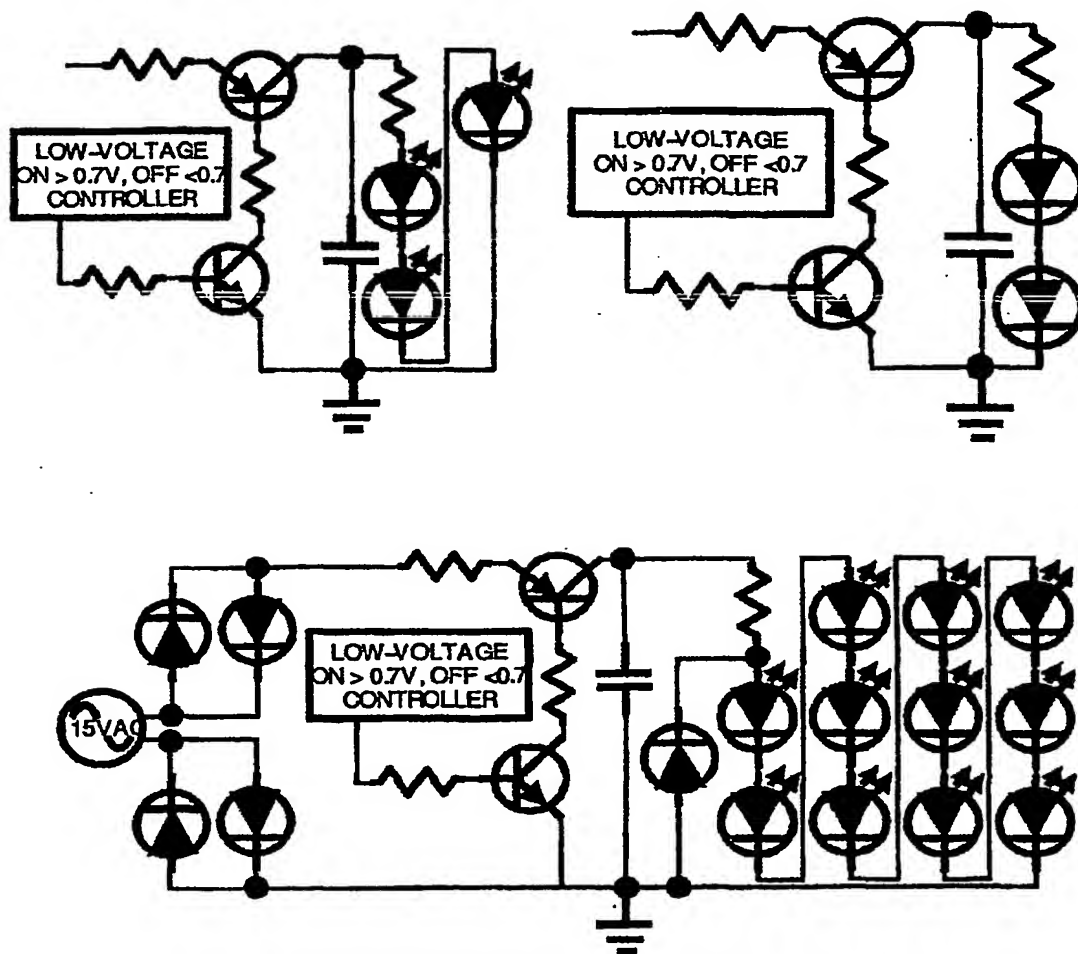 LOW-VOLTAGE
ON > 0.7V, OFF <0.7
CONTROLLER
LOW-VOLTAGE
ON > 0.7V, OFF <0.7
CONTROLLER
LOW-VOLTAGE
ON > 0.7V, OFF <0.7
CONTROLLER
15VAC